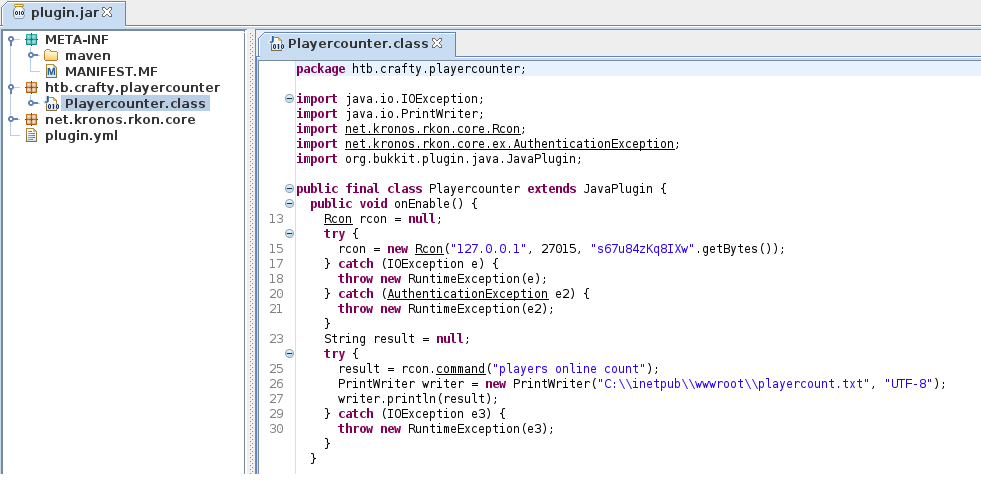 plugin.jar
META-INF
maven
MANIFEST.MF
htb.crafty.playercounter
Playercounter.class
net.kronos.rkon.core
plugin.yml
Playercounter.class
package htb.crafty.playercounter;
import java.io.IOException;
import java.io.PrintWriter;
import net.kronos.rkon.core.Rcon;
import net.kronos.rkon.core.ex.AuthenticationException;
import org.bukkit.plugin.java.JavaPlugin;
public final class Playercounter extends JavaPlugin {
public void onEnable() {
13 Rcon rcon = null;
try {
15 rcon = new Rcon("127.0.0.1", 27015, "s67u84zKq8IXw".getBytes());
17 } catch (IOException e) {
18 throw new RuntimeException(e);
20 } catch (AuthenticationException e2) {
21 throw new RuntimeException(e2);
}
23 String result = null;
try {
25 result = rcon.command("players online count");
26 PrintWriter writer = new PrintWriter("C:\\inetpub\\wwwroot\\playercount.txt", "UTF-8");
27 writer.println(result);
29 } catch (IOException e3) {
30 throw new RuntimeException(e3);
}
}